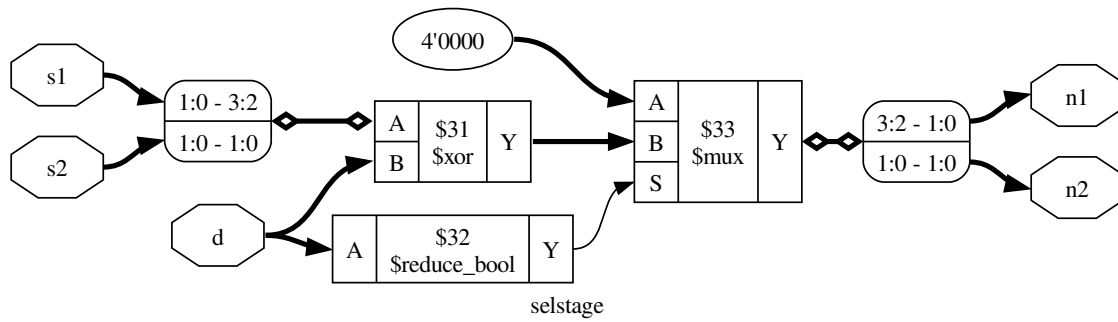 s1
s2
1:0 - 3:2
1:0 - 1:0
d
4'0000
A
B
$31
$xor
Y
A
$32
$reduce_bool
Y
A
B
S
$33
$mux
Y
3:2 - 1:0
1:0 - 1:0
n1
n2
selstage